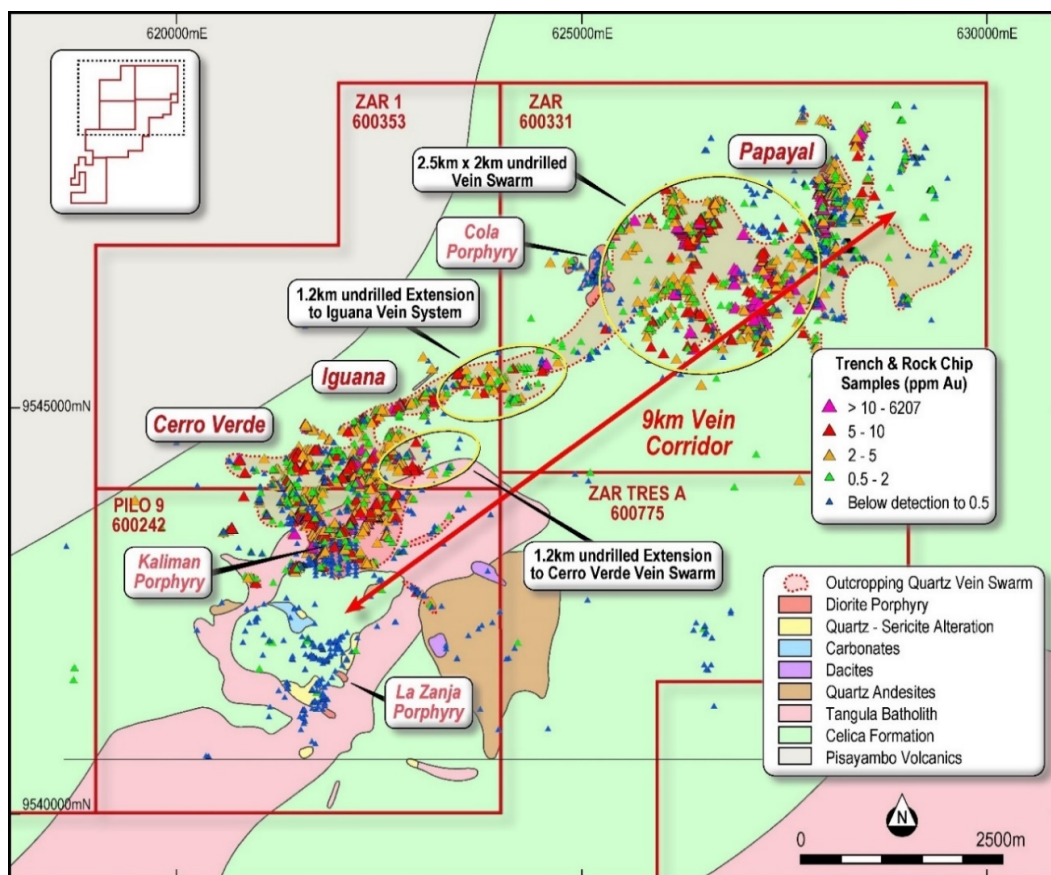 620000mE
625000mE
630000mE
ZAR 1
600353
ZAR
600331
2.5km x 2km undrilled
Vein Swarm
Papayal
Cola
Porphyry
1.2km undrilled Extension
to Iguana Vein System
Iguana
Cerro Verde
9545000mN
9km Vein
Corridor
Trench & Rock Chip
Samples (ppm Au)
> 10 - 6207
5 - 10
2 - 5
0.5 - 2
Below detection to 0.5
PILO 9
600242
ZAR TRES A
600775
Kaliman
Porphyry
1.2km undrilled Extension
to Cerro Verde Vein Swarm
La Zanja
Porphyry
Outcropping Quartz Vein Swarm
Diorite Porphyry
Quartz - Sericite Alteration
Carbonates
Dacites
Quartz Andesites
Tangula Batholith
Celica Formation
Pisayambo Volcanics
9540000mN
N
0
2500m